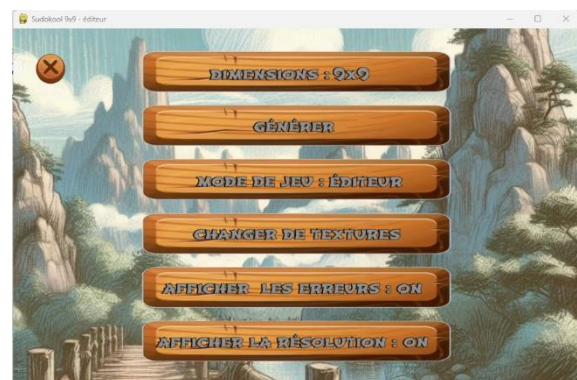 Sudokool 9x9 - éditeur
DIMENSIONS : 9x9
GÉNÉRER
MODE DE JEU : ÉDITEUR
CHANGER DE TEXTURES
AFFICHER LES ERREURS : ON
AFFICHER LA RÉSOLUTION : ON